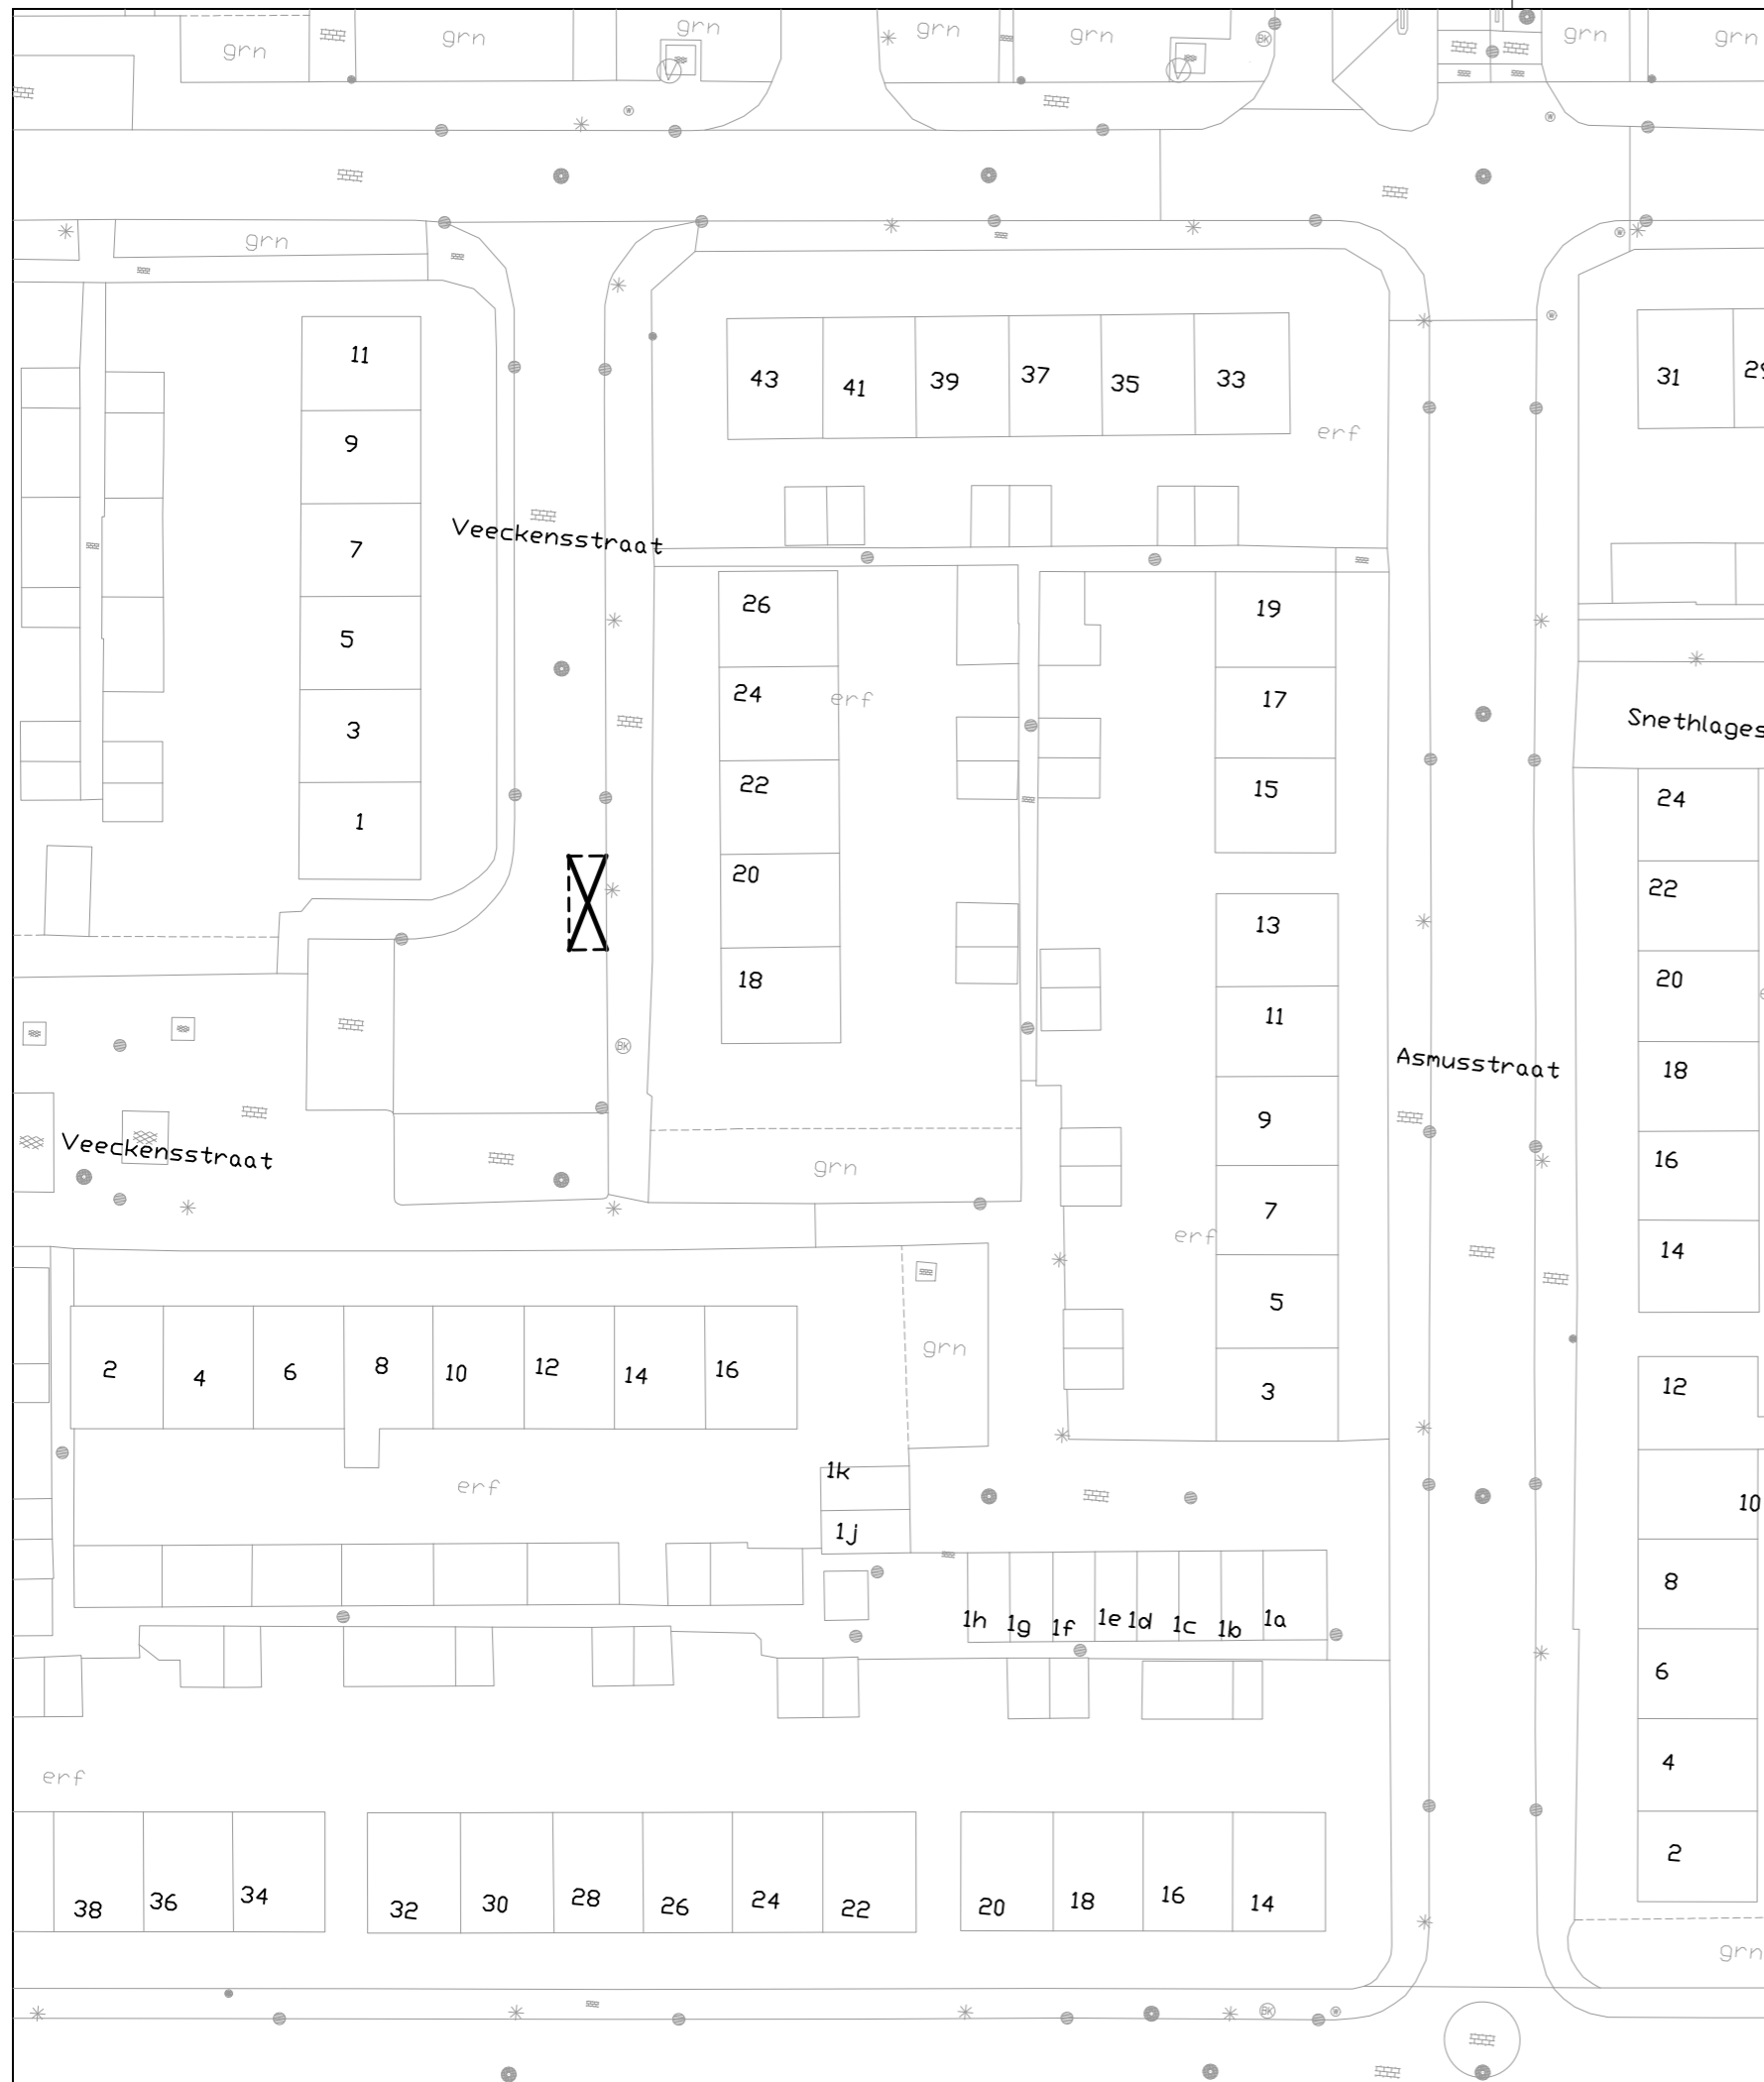 grn
grn
grn
grn
grn
grn
grn
V
V
BK
grn
11
9
7
5
3
1
43
41
39
37
35
33
31
erf
Veeckensstraat
26
24
22
20
18
erf
19
17
15
13
11
9
7
5
3
erf
Snethlages
24
22
20
18
16
14
12
10
8
6
4
2
Asmusstraat
BK
Veeckensstraat
grn
grn
2
4
6
8
10
12
14
16
erf
1k
1j
1h
1g
1f
1e
1d
1c
1b
1a
erf
38
36
34
32
30
28
26
24
22
20
18
16
14
grn
BK